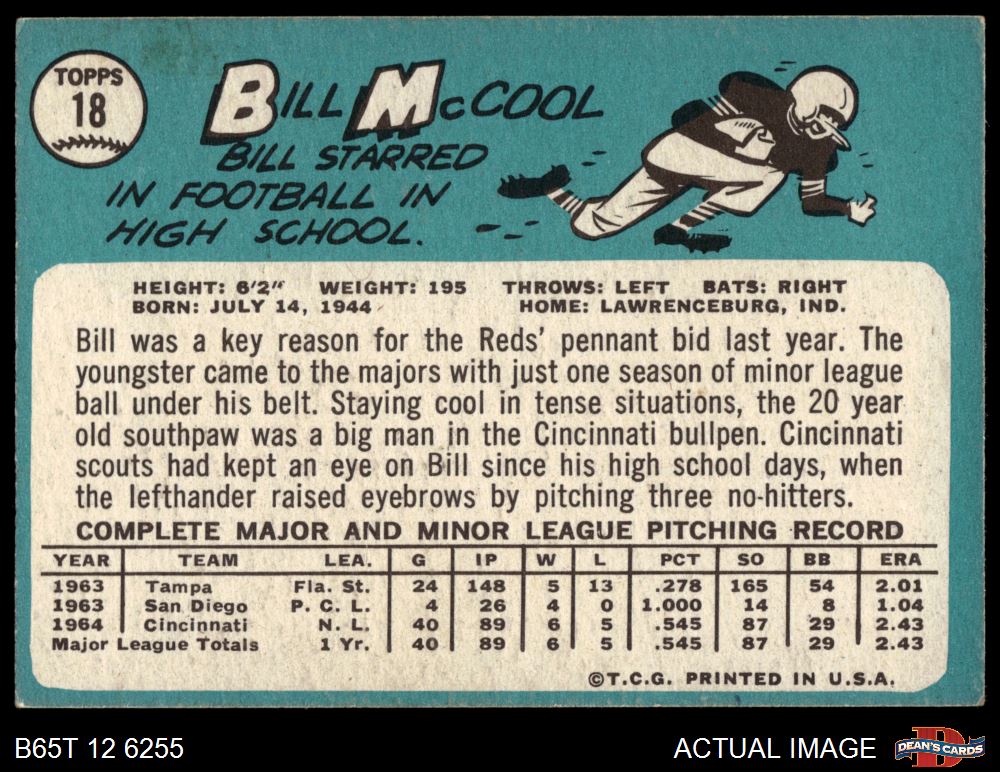 TOPPS
18
BILL McCOOL
BILL STARRED
IN FOOTBALL IN
HIGH SCHOOL.
HEIGHT: 6'2" WEIGHT: 195 THROWS: LEFT BATS: RIGHT
BORN: JULY 14, 1944 HOME: LAWRENCEBURG, IND.
Bill was a key reason for the Reds' pennant bid last year. The
youngster came to the majors with just one season of minor league
ball under his belt. Staying cool in tense situations, the 20 year
old southpaw was a big man in the Cincinnati bullpen. Cincinnati
scouts had kept an eye on Bill since his high school days, when
the lefthander raised eyebrows by pitching three no-hitters.
COMPLETE MAJOR AND MINOR LEAGUE PITCHING RECORD
YEAR TEAM LEA. G IP W L PCT SO BB ERA
1963 Tampa Fla. St. 24 148 5 13 .278 165 54 2.01
1963 San Diego P. C. L. 4 26 4 0 1.000 14 8 1.04
1964 Cincinnati N. L. 40 89 6 5 .545 87 29 2.43
Major League Totals 1 Yr. 40 89 6 5 .545 87 29 2.43
©T.C.G. PRINTED IN U.S.A.
B65T 12 6255 ACTUAL IMAGE DEAN'S CARDS